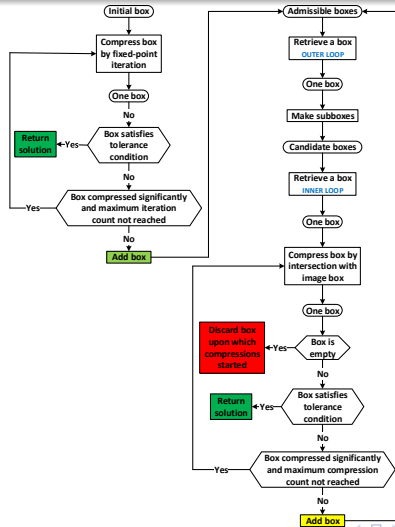 Initial box
Compress box
by fixed-point
iteration
One box
No
Box satisfies
tolerance
condition
Yes
Return
solution
No
Box compressed significantly
and maximum iteration
count not reached
Yes
No
Add box
Admissible boxes
Retrieve a box
OUTER LOOP
One box
Make subboxes
Candidate boxes
Retrieve a box
INNER LOOP
One box
Compress box by
intersection with
image box
One box
Box is
empty
Yes
Discard box
upon which
compressions
started
No
Box satisfies
tolerance
condition
Yes
Return
solution
No
Box compressed significantly
and maximum compression
count not reached
Yes
No
Add box